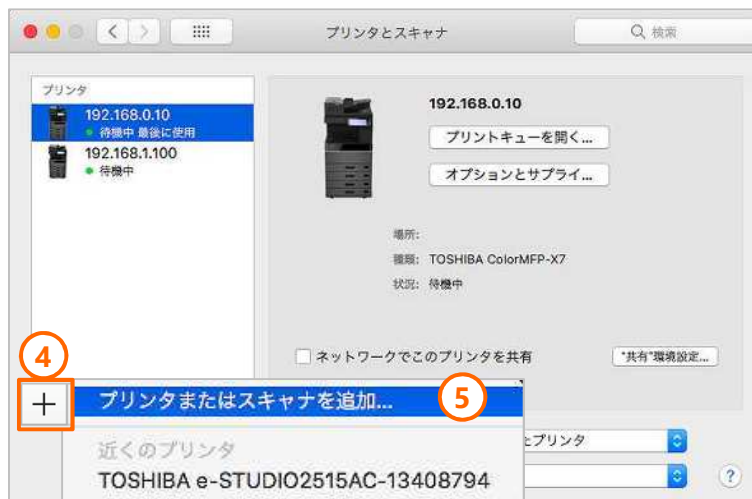 プリンタとスキャナ
検索
プリンタ
192.168.0.10
待機中 最後に使用
192.168.1.100
待機中
192.168.0.10
プリントキューを開く...
オプションとサプライ...
場所:
種類: TOSHIBA ColorMFP-X7
状況: 待機中
ネットワークでこのプリンタを共有
"共有"環境設定...
4
+
プリンタまたはスキャナを追加...
5
近くのプリンタ
TOSHIBA e-STUDIO2515AC-13408794
たプリンタ
?